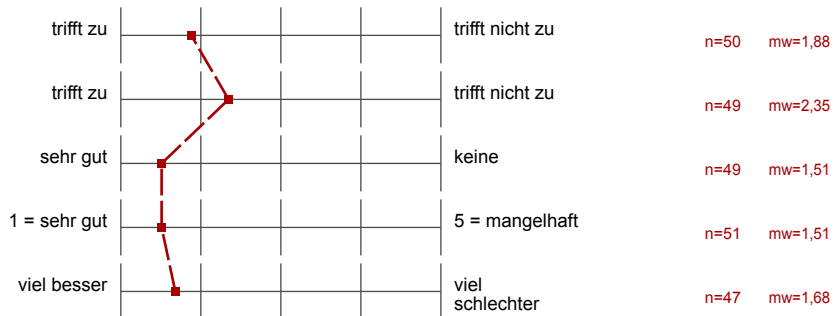 trifft zu trifft nicht zu n=50 mw=1,88
trifft zu trifft nicht zu n=49 mw=2,35
sehr gut keine n=49 mw=1,51
1 = sehr gut 5 = mangelhaft n=51 mw=1,51
viel besser viel n=47 mw=1,68
schlechter